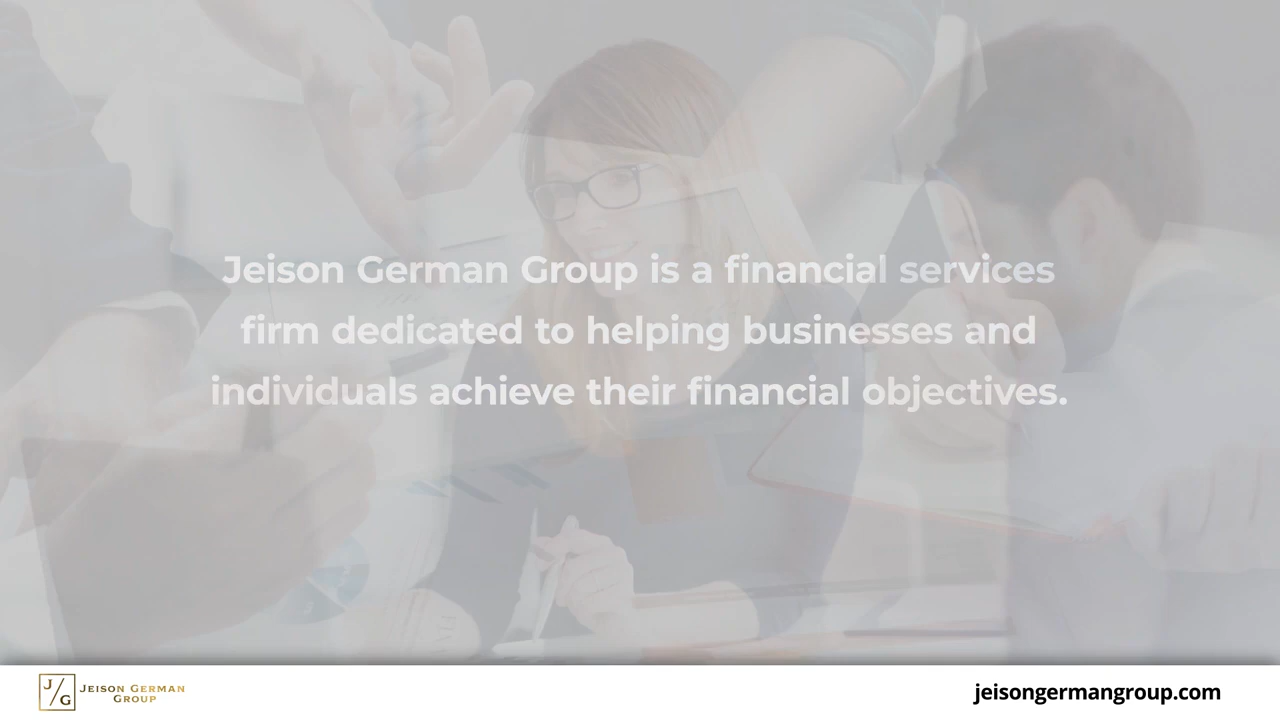 Jeison German Group is a financial services
firm dedicated to helping businesses and
individuals achieve their financial objectives.
J/G
JEISON GERMAN
GROUP
jeisongermangroup.com